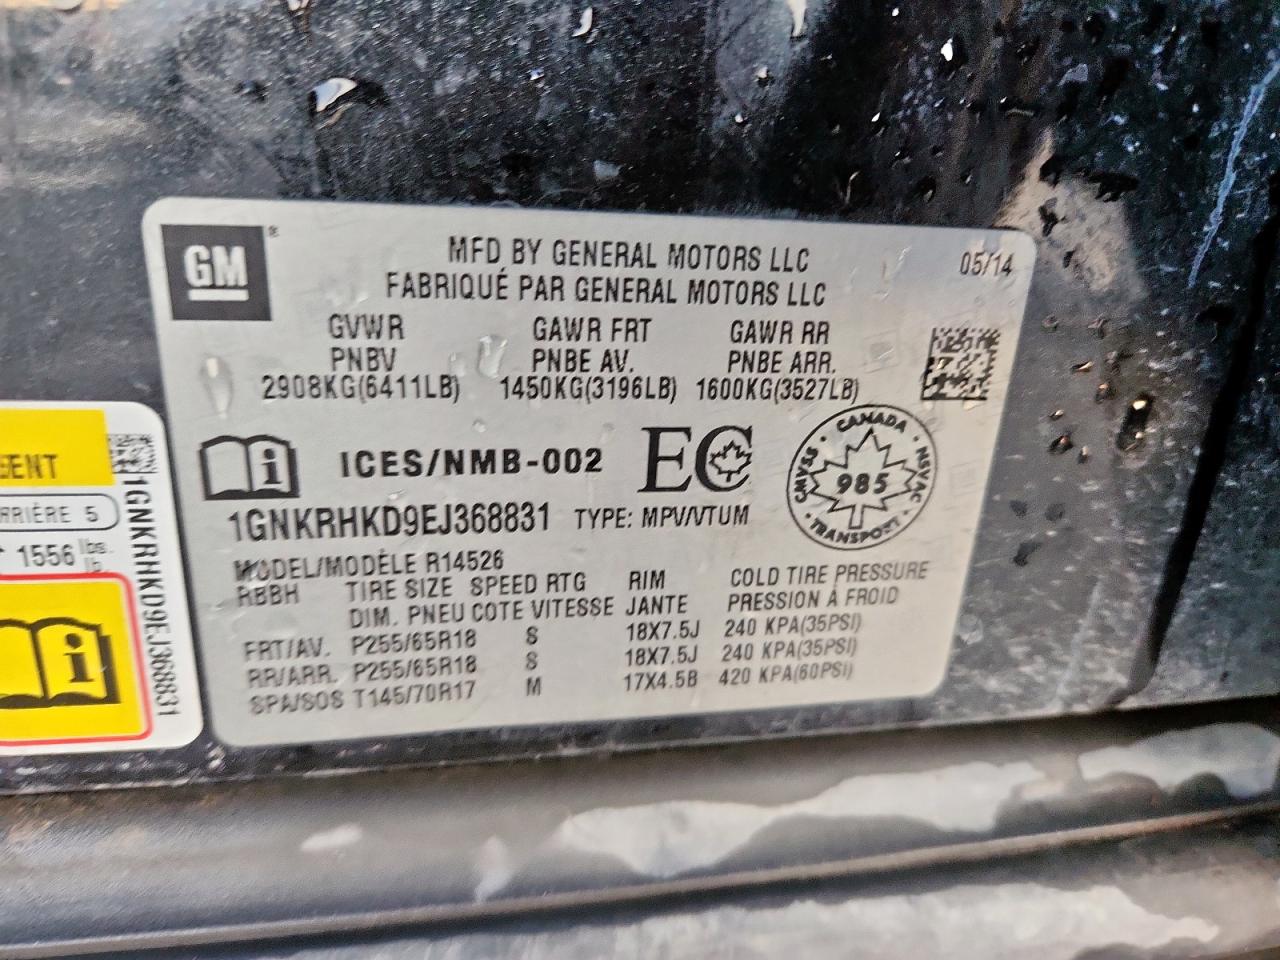 GM
MFD BY GENERAL MOTORS LLC
05/14
FABRIQUÉ PAR GENERAL MOTORS LLC
GVWR GAWR FRT GAWR RR
PNBV PNBE AV. PNBE ARR.
2908KG(6411LB) 1450KG(3196LB) 1600KG(3527LB)
ICES/NMB-002 EC
CANADA
CMVSS 985 NSVAC
TRANSPORT
1GNKRHKD9EJ368831 TYPE: MPV/VTUM
MODEL/MODÈLE R14526
RBBH TIRE SIZE SPEED RTG RIM COLD TIRE PRESSURE
DIM. PNEU COTE VITESSE JANTE PRESSION À FROID
FRT/AV. P255/65R18 S 18X7.5J 240 KPA(35PSI)
RR/ARR. P255/65R18 S 18X7.5J 240 KPA(35PSI)
SPA/SOS T145/70R17 M 17X4.5B 420 KPA(60PSI)
5
1556 lbs.
lb.
1GNKRHKD9EJ368831